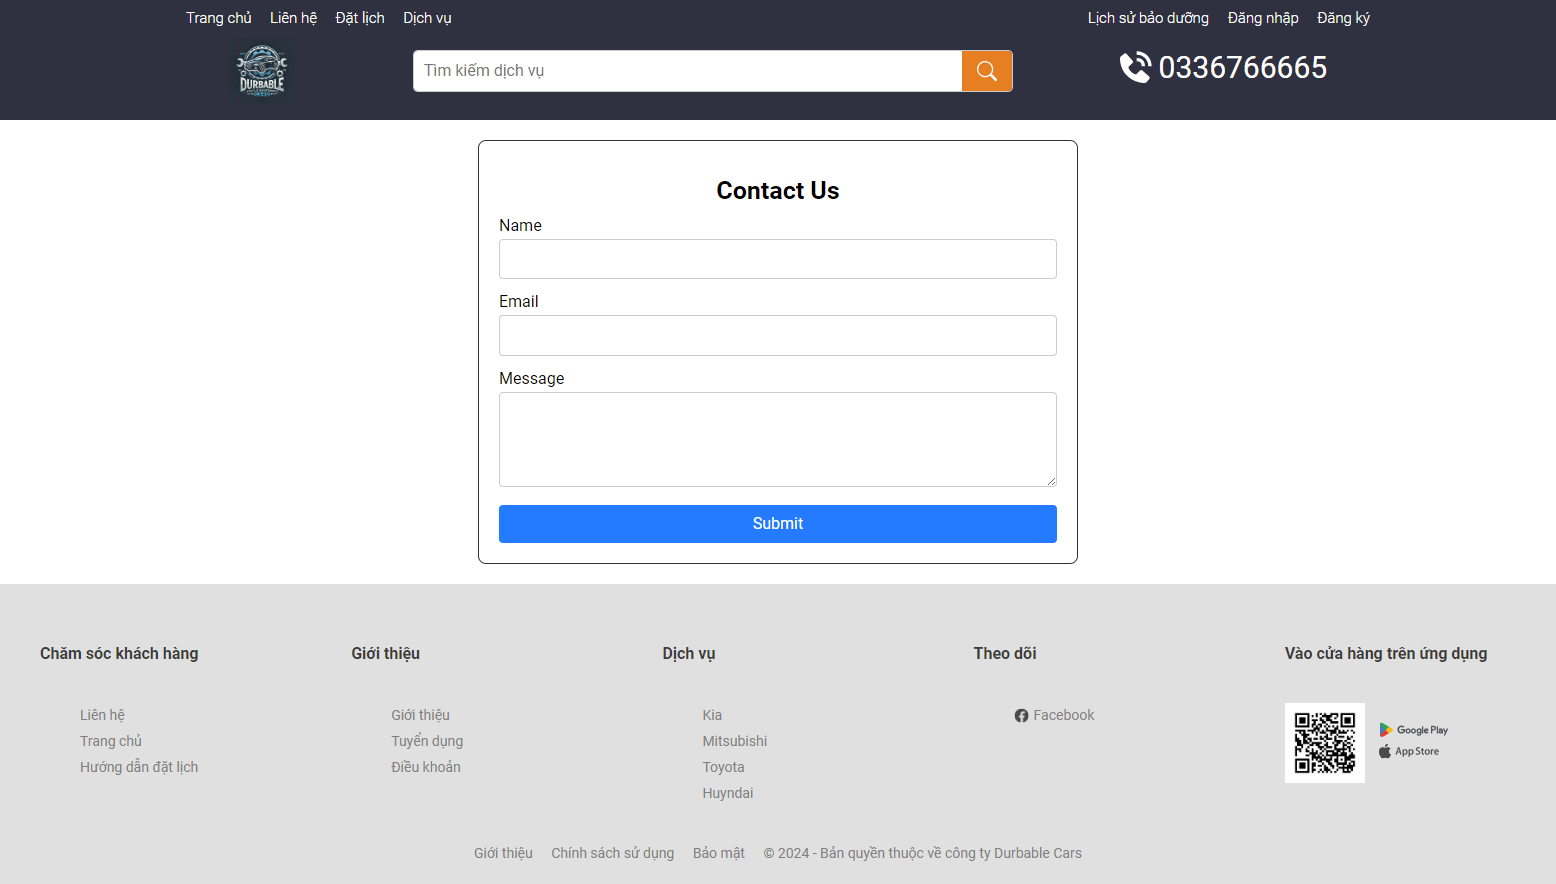 Trang chủ Liên hệ Đặt lịch Dịch vụ Lịch sử bảo dưỡng Đăng nhập Đăng ký
DURBABLE
Tìm kiếm dịch vụ
0336766665
Contact Us
Name
Email
Message
Submit
Chăm sóc khách hàng
Liên hệ
Trang chủ
Hướng dẫn đặt lịch
Giới thiệu
Giới thiệu
Tuyển dụng
Điều khoản
Dịch vụ
Kia
Mitsubishi
Toyota
Huyndai
Theo dõi
Facebook
Vào cửa hàng trên ứng dụng
Google Play
App Store
Giới thiệu Chính sách sử dụng Bảo mật © 2024 - Bản quyền thuộc về công ty Durbable Cars